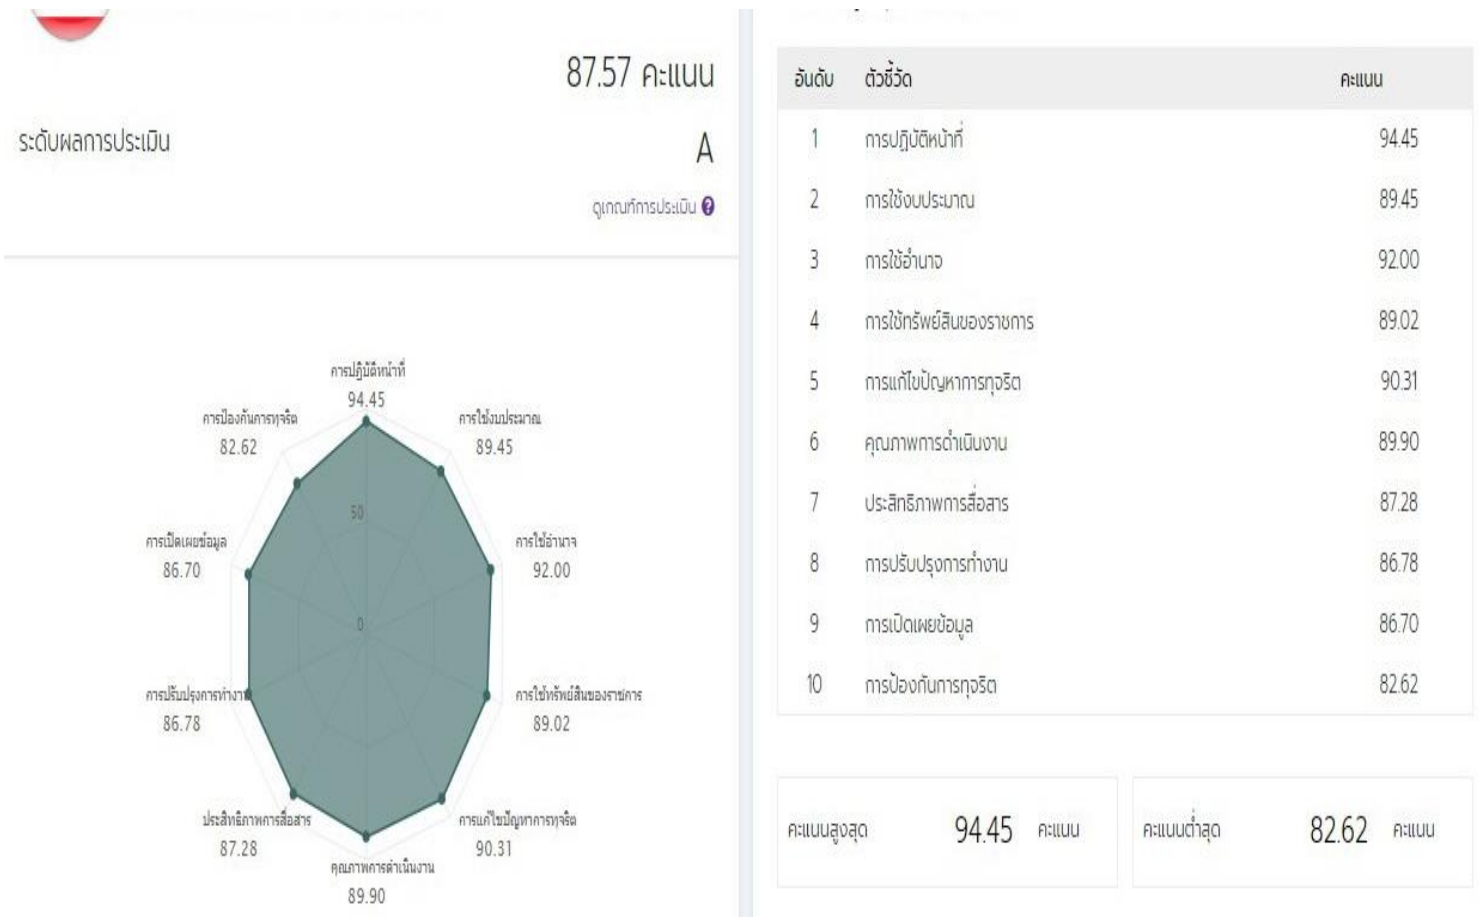 87.57 คะแนน
ระดับผลการประเมิน A
ดูเกณฑ์การประเมิน ?
การปฏิบัติหน้าที่
94.45
การป้องกันการทุจริต
82.62
การใช้งบประมาณ
89.45
50
การเปิดเผยข้อมูล
86.70
การใช้อำนาจ
92.00
0
การปรับปรุงการทำงาน
86.78
การใช้ทรัพย์สินของราชการ
89.02
ประสิทธิภาพการสื่อสาร
87.28
การแก้ไขปัญหาการทุจริต
90.31
คุณภาพการดำเนินงาน
89.90
อันดับ ตัวชี้วัด คะแนน
1 การปฏิบัติหน้าที่ 94.45
2 การใช้งบประมาณ 89.45
3 การใช้อำนาจ 92.00
4 การใช้ทรัพย์สินของราชการ 89.02
5 การแก้ไขปัญหาการทุจริต 90.31
6 คุณภาพการดำเนินงาน 89.90
7 ประสิทธิภาพการสื่อสาร 87.28
8 การปรับปรุงการทำงาน 86.78
9 การเปิดเผยข้อมูล 86.70
10 การป้องกันการทุจริต 82.62
คะแนนสูงสุด 94.45 คะแนน
คะแนนต่ำสุด 82.62 คะแนน